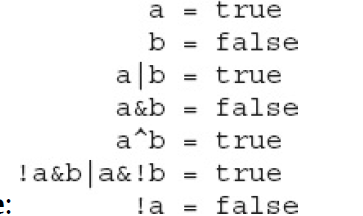 a = true
b = false
a|b = true
a&b = false
a^b = true
!a&b|a&!b = true
e: !a = false